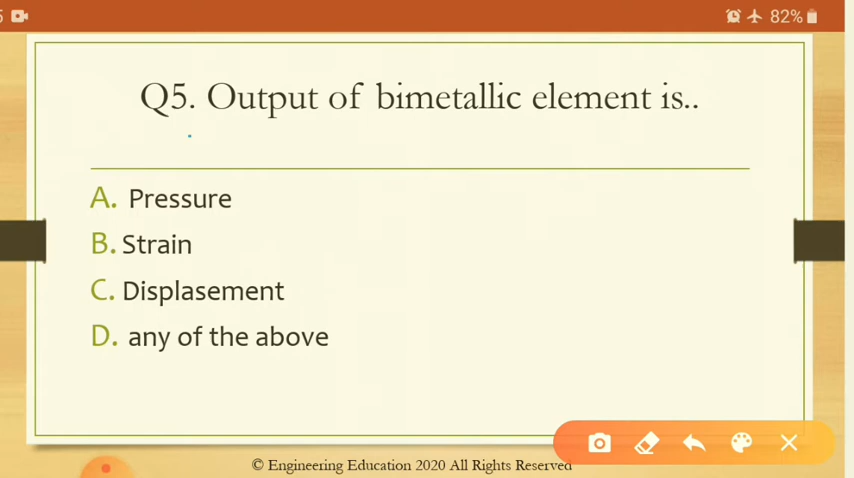 82%
Q5. Output of bimetallic element is..
A. Pressure
B. Strain
C. Displasement
D. any of the above
© Engineering Education 2020 All Rights Reserved